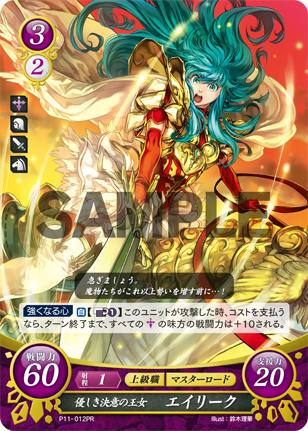 3
2
SAMPLE
急ぎましょう。
魔物たちがこれ以上勢いを増す前に…!
強くなる心 自 【 】このユニットが攻撃した時、コストを支払う
なら、ターン終了まで、すべての の味方の戦闘力は+10される。
戦闘力
60
射程 1 上級職 マスターロード
支援力
20
優しき決意の王女 エイリーク
P11-012PR
Illust:鈴木理華